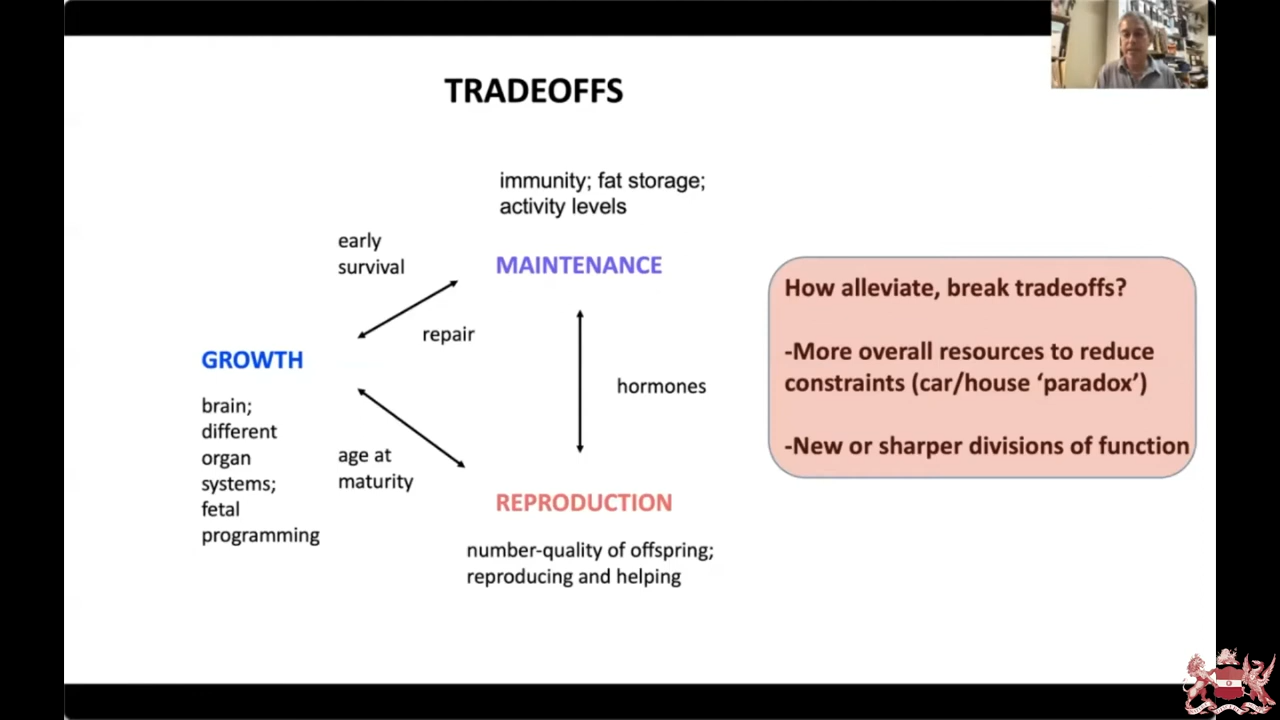 TRADEOFFS
immunity; fat storage;
activity levels
early
survival
MAINTENANCE
repair
GROWTH
hormones
brain;
different
organ
systems;
fetal
programming
age at
maturity
REPRODUCTION
number-quality of offspring;
reproducing and helping
How alleviate, break tradeoffs?
-More overall resources to reduce
constraints (car/house ‘paradox’)
-New or sharper divisions of function